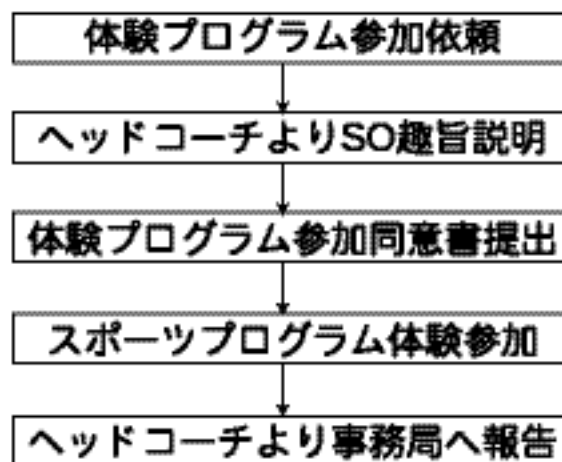 体験プログラム参加依頼
ヘッドコーチよりSO趣旨説明
体験プログラム参加同意書提出
スポーツプログラム体験参加
ヘッドコーチより事務局へ報告